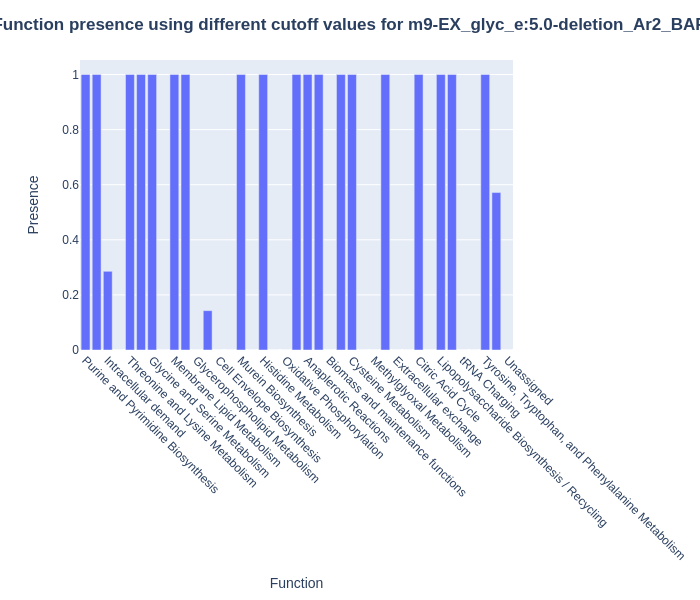 Function presence using different cutoff values for m9-EX_glyc_e:5.0-deletion_Ar2_BAR
Presence
1
0.8
0.6
0.4
0.2
0
Purine and Pyrimidine Biosynthesis
Intracellular demand
Threonine and Lysine Metabolism
Glycine and Serine Metabolism
Membrane Lipid Metabolism
Glycerophospholipid Metabolism
Cell Envelope Biosynthesis
Murein Biosynthesis
Histidine Metabolism
Oxidative Phosphorylation
Anaplerotic Reactions
Biomass and maintenance functions
Cysteine Metabolism
Methylglyoxal Metabolism
Extracellular exchange
Citric Acid Cycle
Lipopolysaccharide Biosynthesis / Recycling
tRNA Charging
Tyrosine, Tryptophan, and Phenylalanine Metabolism
Unassigned
Function